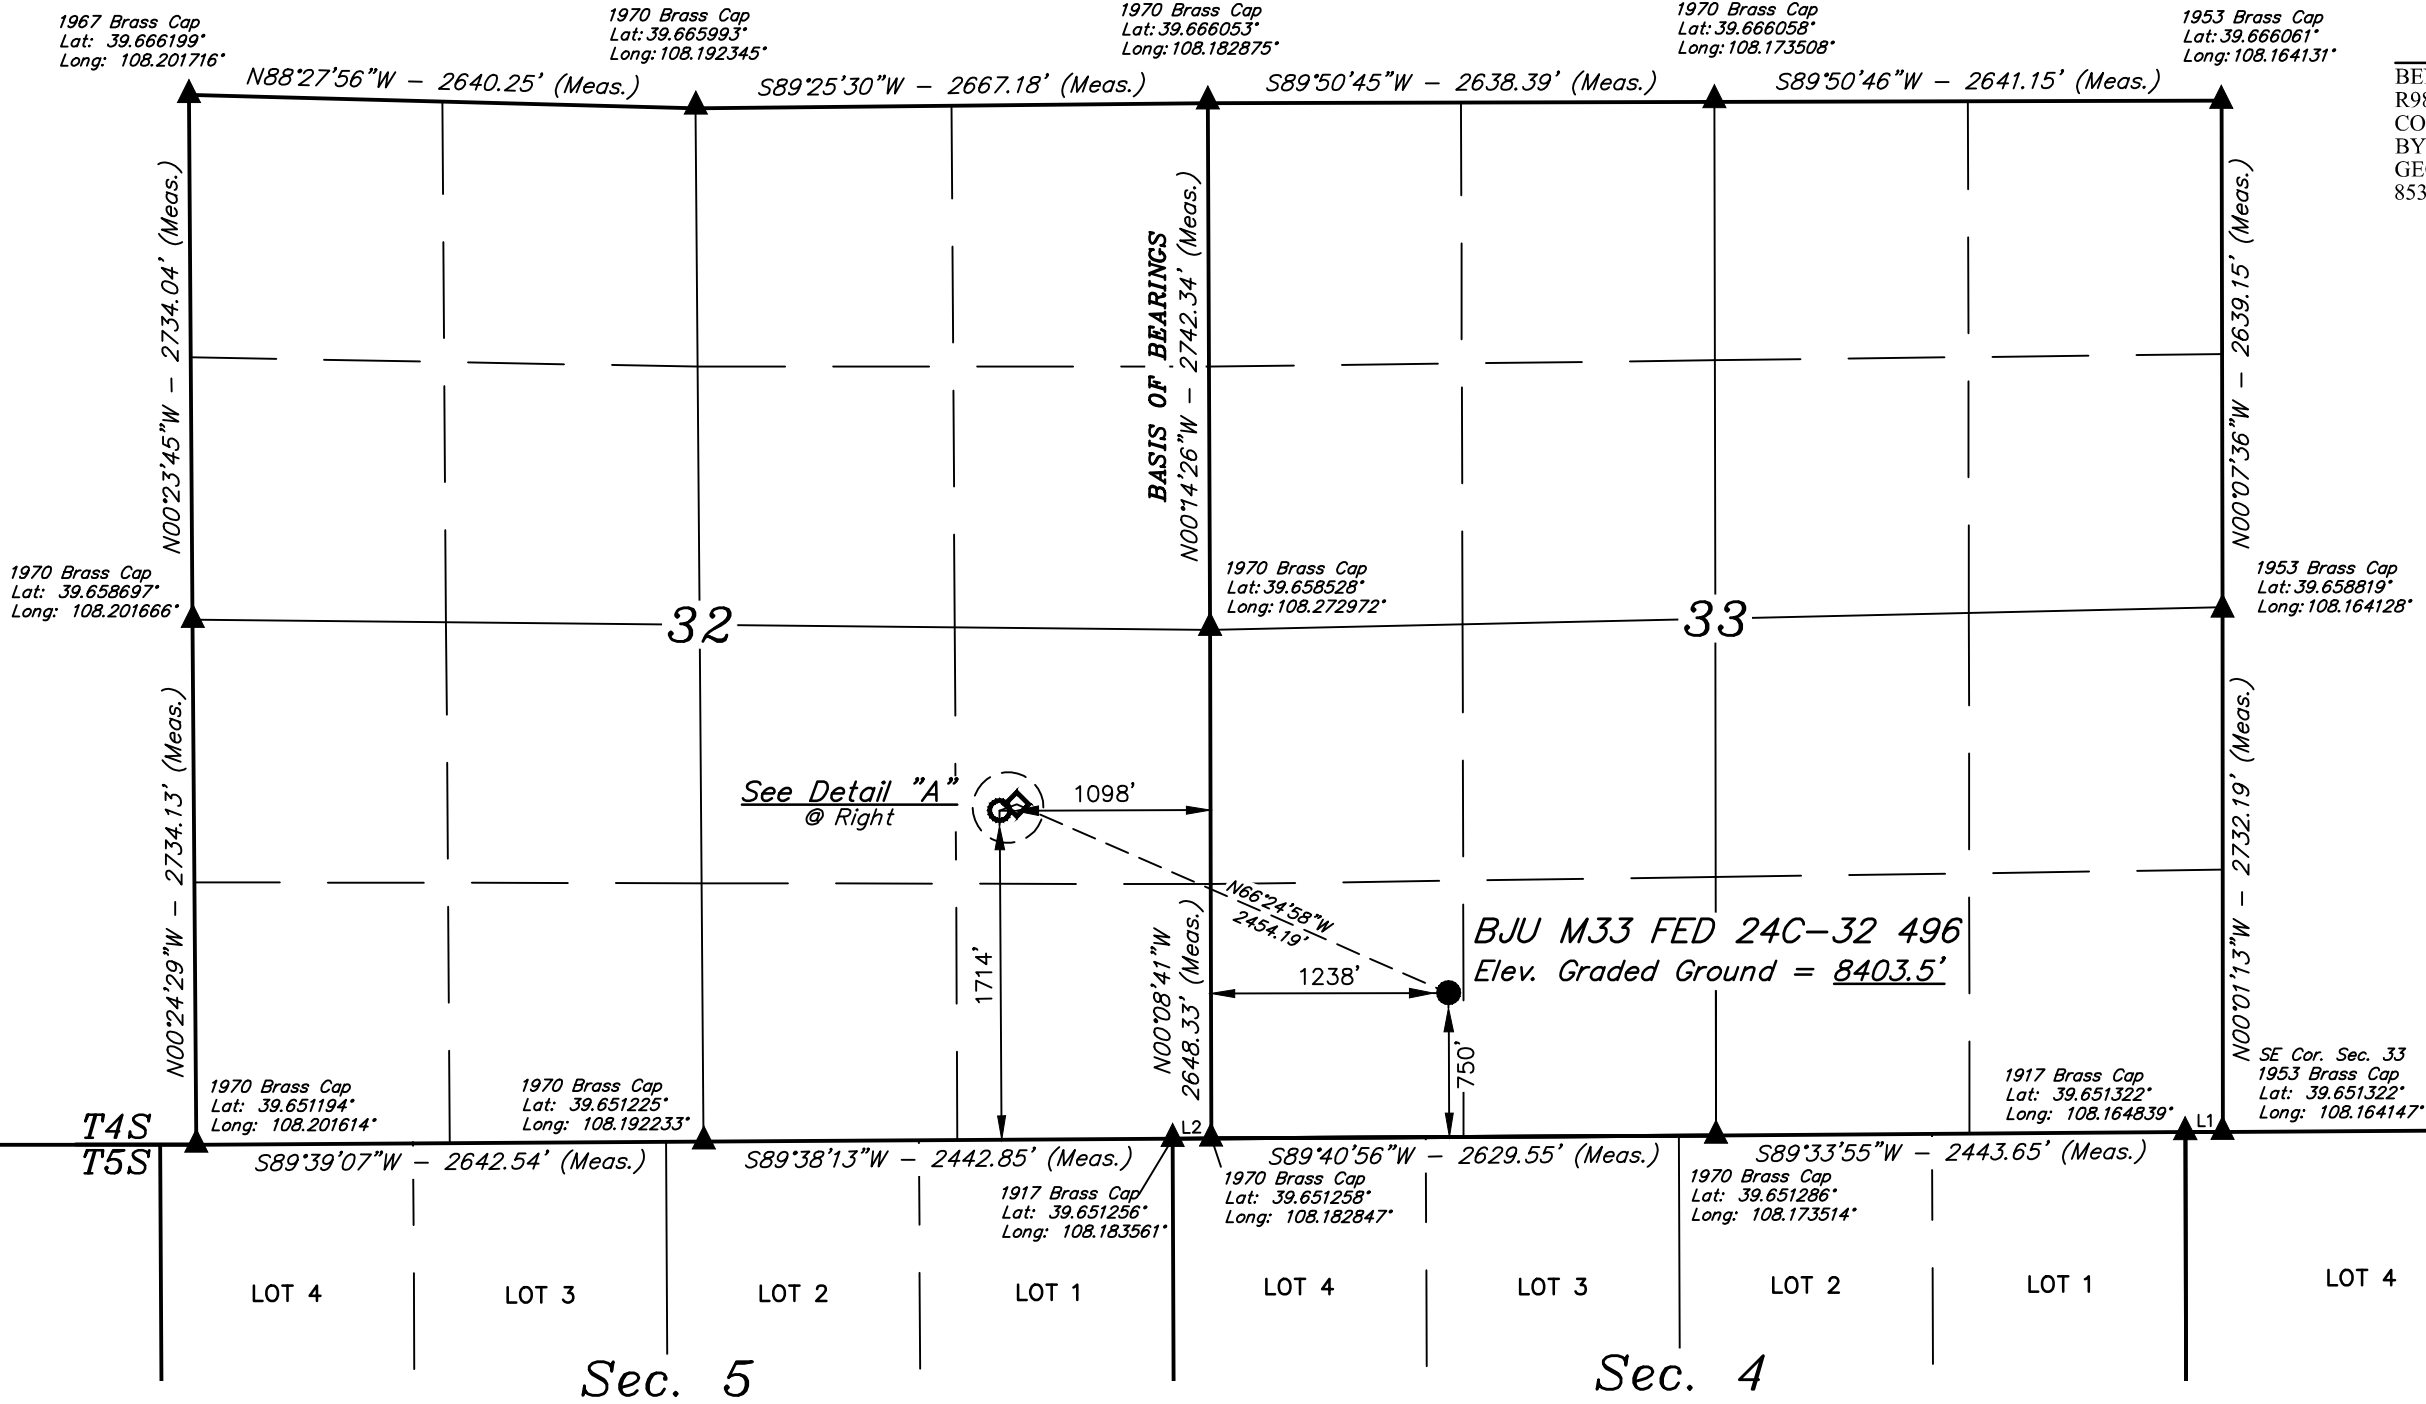 1967 Brass Cap
Lat: 39.666199°
Long: 108.201716°
1970 Brass Cap
Lat: 39.665993°
Long: 108.192345°
1970 Brass Cap
Lat: 39.666053°
Long: 108.182875°
1970 Brass Cap
Lat: 39.666058°
Long: 108.173508°
1953 Brass Cap
Lat: 39.666061°
Long: 108.164131°
N88°27'56"W - 2640.25' (Meas.)
S89°25'30"W - 2667.18' (Meas.)
S89°50'45"W - 2638.39' (Meas.)
S89°50'46"W - 2641.15' (Meas.)
R98
CO
BY
853
N00°23'45"W - 2734.04' (Meas.)
BASIS OF BEARINGS
N00°14'26"W - 2742.34' (Meas.)
N00°07'36"W - 2639.15' (Meas.)
1970 Brass Cap
Lat: 39.658697°
Long: 108.201666°
32
1970 Brass Cap
Lat: 39.658528°
Long: 108.272972°
33
1953 Brass Cap
Lat: 39.658819°
Long: 108.164128°
N00°24'29"W - 2734.13' (Meas.)
See Detail "A"
@ Right
1098'
1714'
N00°08'41"W
2648.33' (Meas.)
N66°24'58"W
2454.19'
BJU M33 FED 24C-32 496
Elev. Graded Ground = 8403.5'
1238'
750'
N00°01'13"W - 2732.19' (Meas.)
1970 Brass Cap
Lat: 39.651194°
Long: 108.201614°
1970 Brass Cap
Lat: 39.651225°
Long: 108.192233°
1917 Brass Cap
Lat: 39.651322°
Long: 108.164839°
SE Cor. Sec. 33
1953 Brass Cap
Lat: 39.651322°
Long: 108.164147°
T4S
T5S
L2
L1
S89°39'07"W - 2642.54' (Meas.)
S89°38'13"W - 2442.85' (Meas.)
S89°40'56"W - 2629.55' (Meas.)
S89°33'55"W - 2443.65' (Meas.)
1917 Brass Cap
Lat: 39.651256°
Long: 108.183561°
1970 Brass Cap
Lat: 39.651258°
Long: 108.182847°
1970 Brass Cap
Lat: 39.651286°
Long: 108.173514°
LOT 4
LOT 3
LOT 2
LOT 1
LOT 4
LOT 3
LOT 2
LOT 1
LOT 4
Sec. 5
Sec. 4